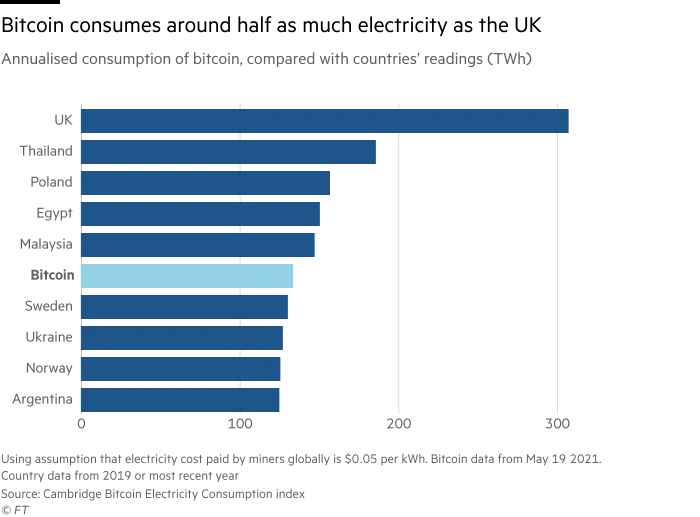 Bitcoin consumes around half as much electricity as the UK
Annualised consumption of bitcoin, compared with countries’ readings (TWh)
UK
Thailand
Poland
Egypt
Malaysia
Bitcoin
Sweden
Ukraine
Norway
Argentina
0 100 200 300
Using assumption that electricity cost paid by miners globally is $0.05 per kWh. Bitcoin data from May 19 2021.
Country data from 2019 or most recent year
Source: Cambridge Bitcoin Electricity Consumption index
© FT